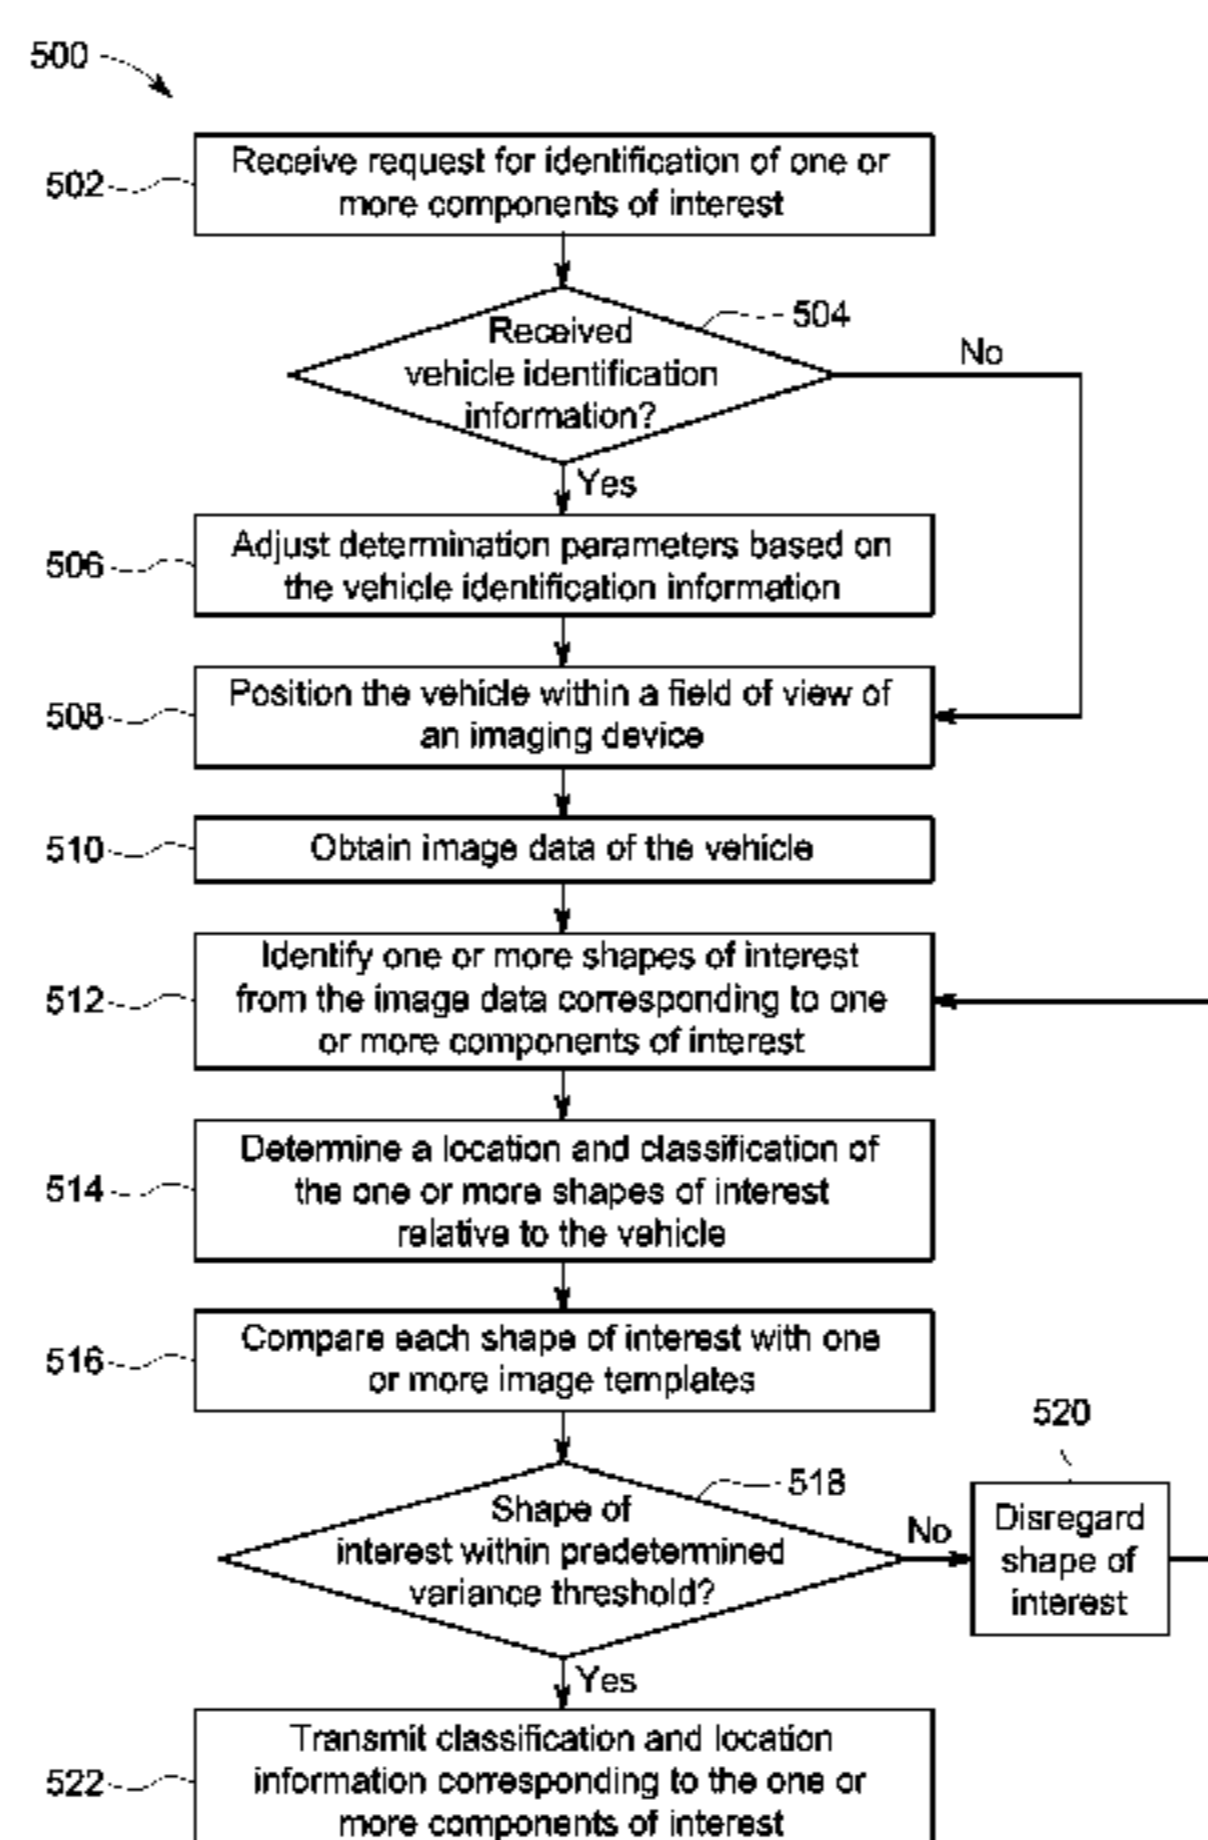 500
502
Receive request for identification of one or
more components of interest
504
Received
vehicle identification
information?
No
Yes
506
Adjust determination parameters based on
the vehicle identification information
508
Position the vehicle within a field of view of
an imaging device
510
Obtain image data of the vehicle
512
Identify one or more shapes of interest
from the image data corresponding to one
or more components of interest
514
Determine a location and classification of
the one or more shapes of interest
relative to the vehicle
516
Compare each shape of interest with one
or more image templates
518
Shape of
interest within predetermined
variance threshold?
No
520
Disregard
shape of
interest
Yes
522
Transmit classification and location
information corresponding to the one or
more components of interest